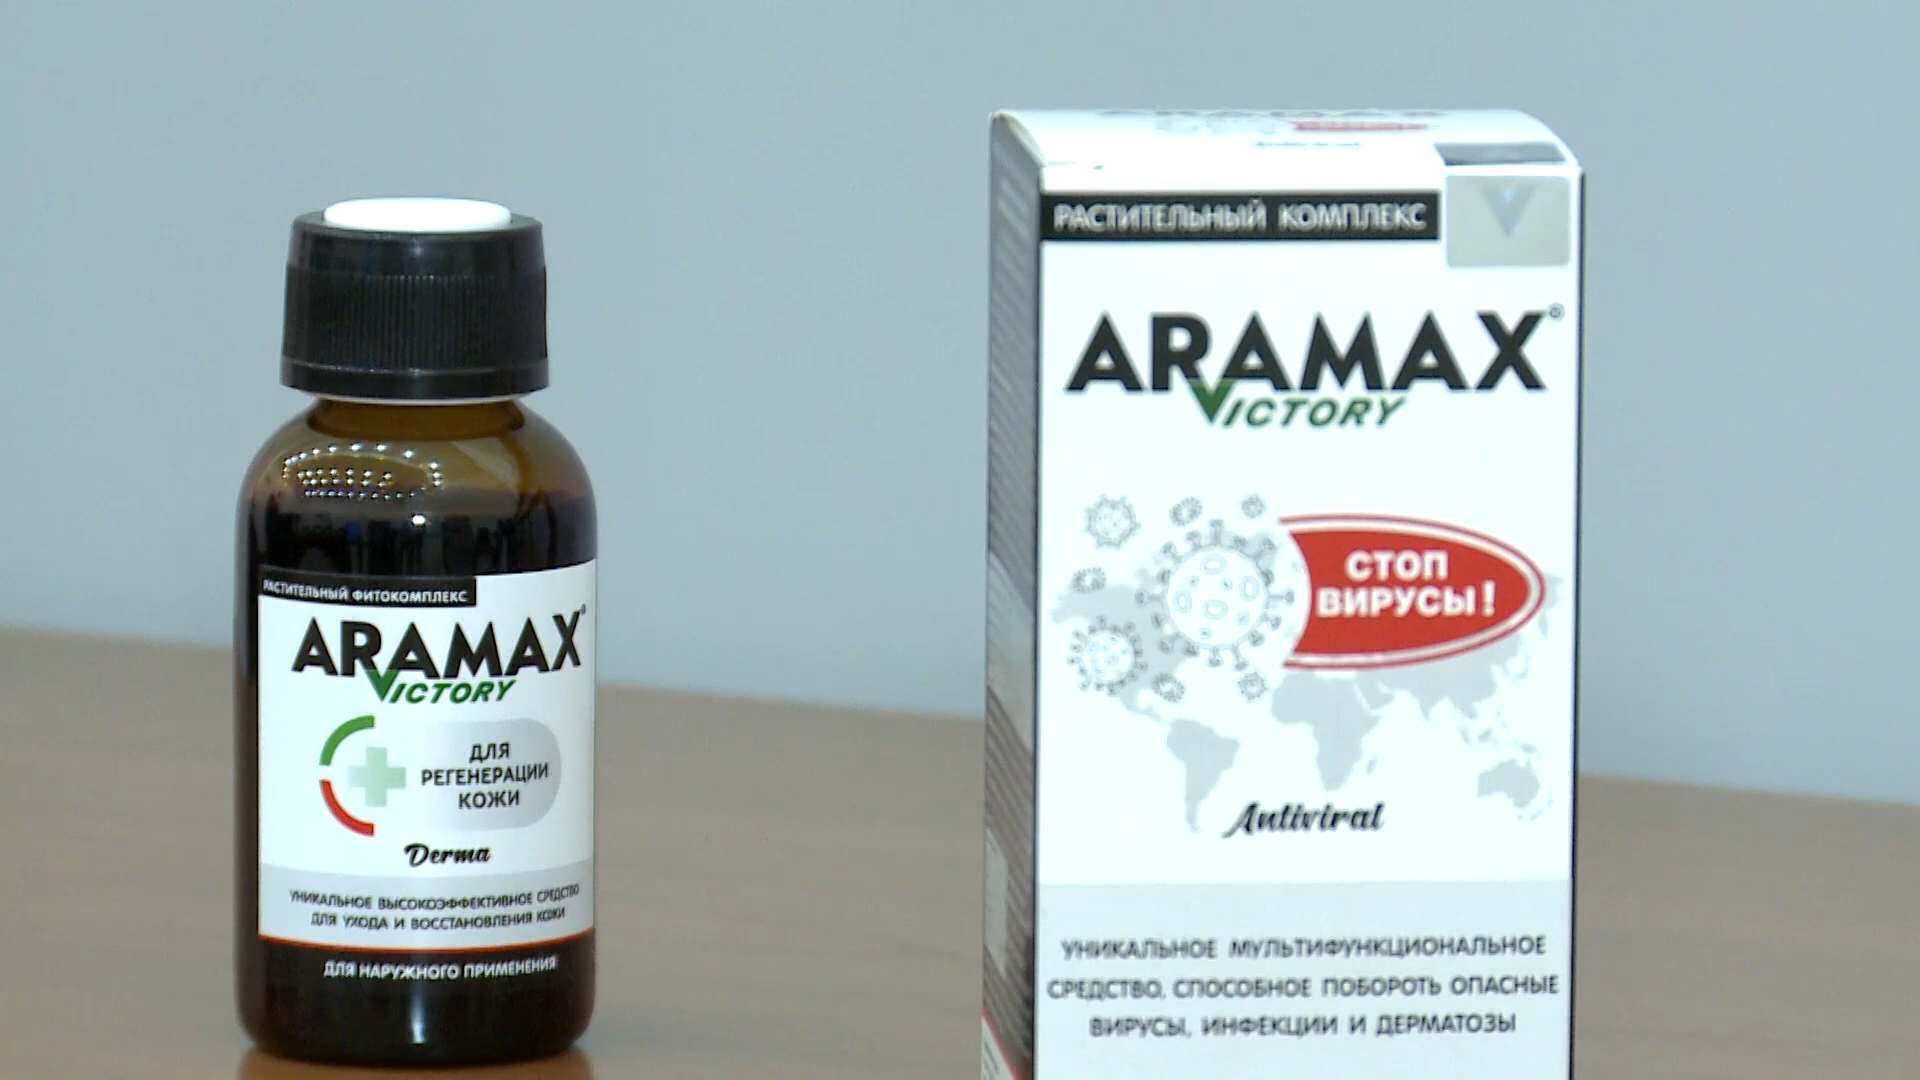 РАСТИТЕЛЬНЫЙ ФИТОКОМПЛЕКС
ARAMAX
VICTORY
ДЛЯ
РЕГЕНЕРАЦИИ
КОЖИ
Derma
УНИКАЛЬНОЕ ВЫСОКОЭФФЕКТИВНОЕ СРЕДСТВО
ДЛЯ УХОДА И ВОССТАНОВЛЕНИЯ КОЖИ
ДЛЯ НАРУЖНОГО ПРИМЕНЕНИЯ
РАСТИТЕЛЬНЫЙ КОМПЛЕКС
ARAMAX®
VICTORY
СТОП
ВИРУСЫ!
Antiviral
УНИКАЛЬНОЕ МУЛЬТИФУНКЦИОНАЛЬНОЕ
СРЕДСТВО, СПОСОБНОЕ ПОБОРОТЬ ОПАСНЫЕ
ВИРУСЫ, ИНФЕКЦИИ И ДЕРМАТОЗЫ